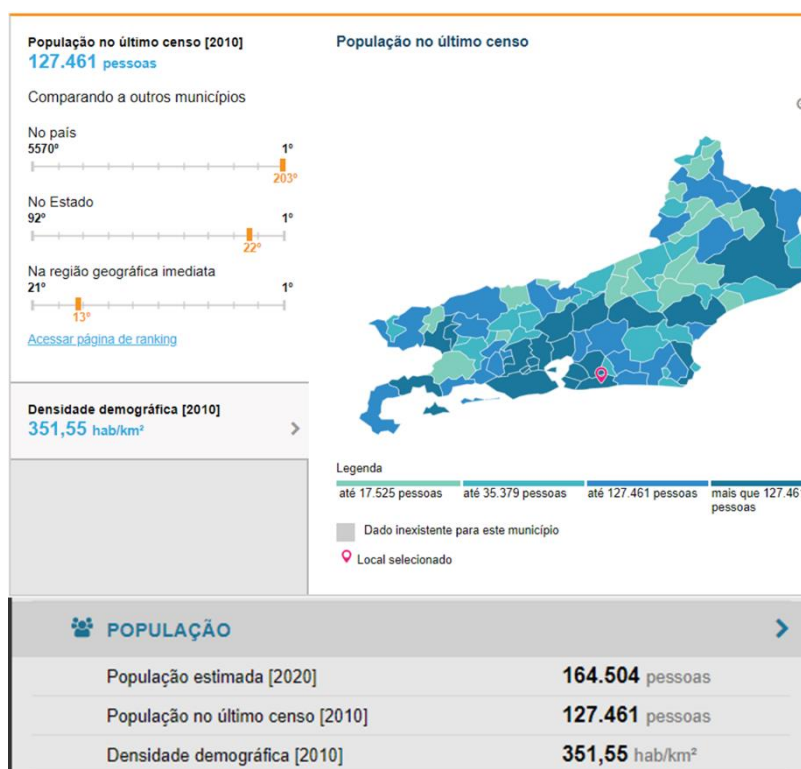 População no último censo [2010]
127.461 pessoas
Comparando a outros municípios
No país
5570º 1º
203º
No Estado
92º 1º
22º
Na região geográfica imediata
21º 1º
13º
Acessar página de ranking
Densidade demográfica [2010]
351,55 hab/km²
População no último censo
Legenda
até 17.525 pessoas até 35.379 pessoas até 127.461 pessoas mais que 127.461
pessoas
Dado inexistente para este município
Local selecionado
POPULAÇÃO
População estimada [2020] 164.504 pessoas
População no último censo [2010] 127.461 pessoas
Densidade demográfica [2010] 351,55 hab/km²